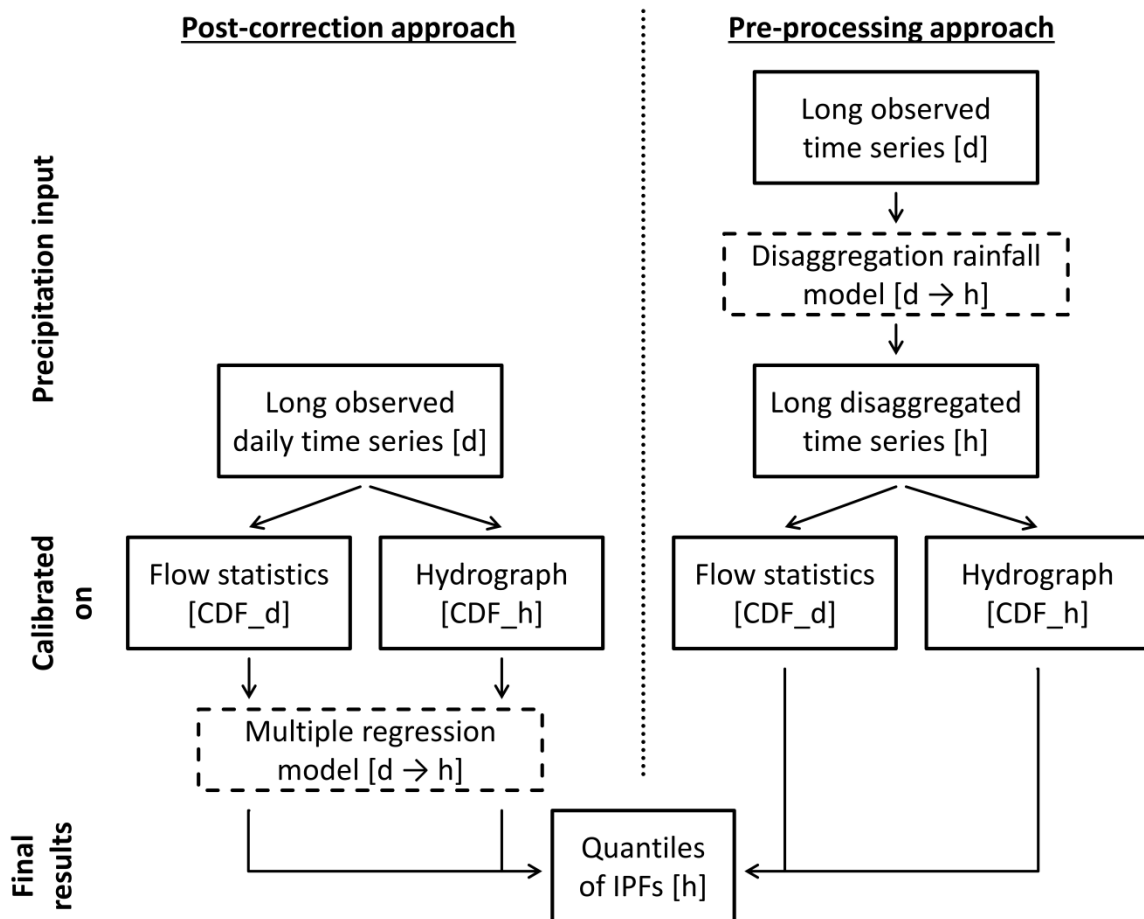 Post-correction approach
Pre-processing approach
Precipitation input
Long observed
time series [d]
Disaggregation rainfall
model [d → h]
Long observed
daily time series [d]
Long disaggregated
time series [h]
Calibrated
on
Flow statistics
[CDF_d]
Hydrograph
[CDF_h]
Flow statistics
[CDF_d]
Hydrograph
[CDF_h]
Multiple regression
model [d → h]
Final
results
Quantiles
of IPFs [h]